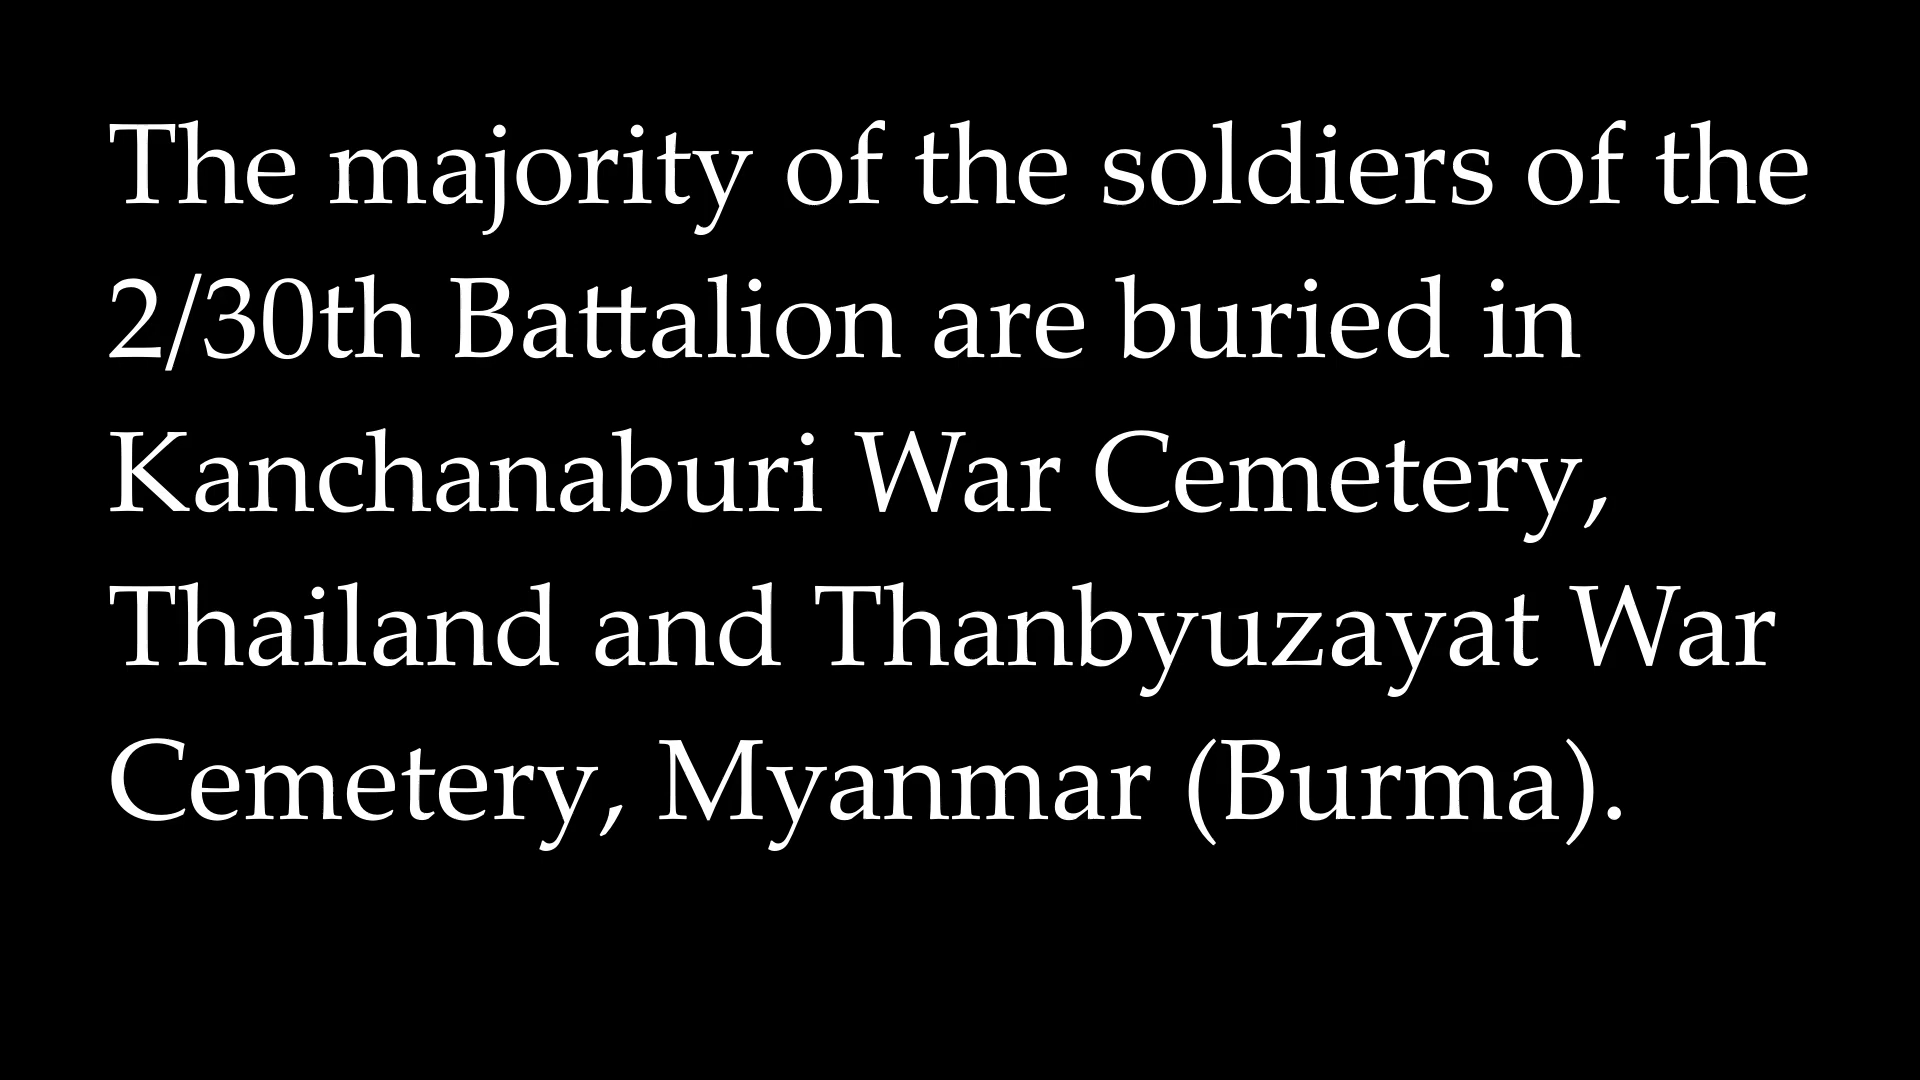 The majority of the soldiers of the
2/30th Battalion are buried in
Kanchanaburi War Cemetery,
Thailand and Thanbyuzayat War
Cemetery, Myanmar (Burma).